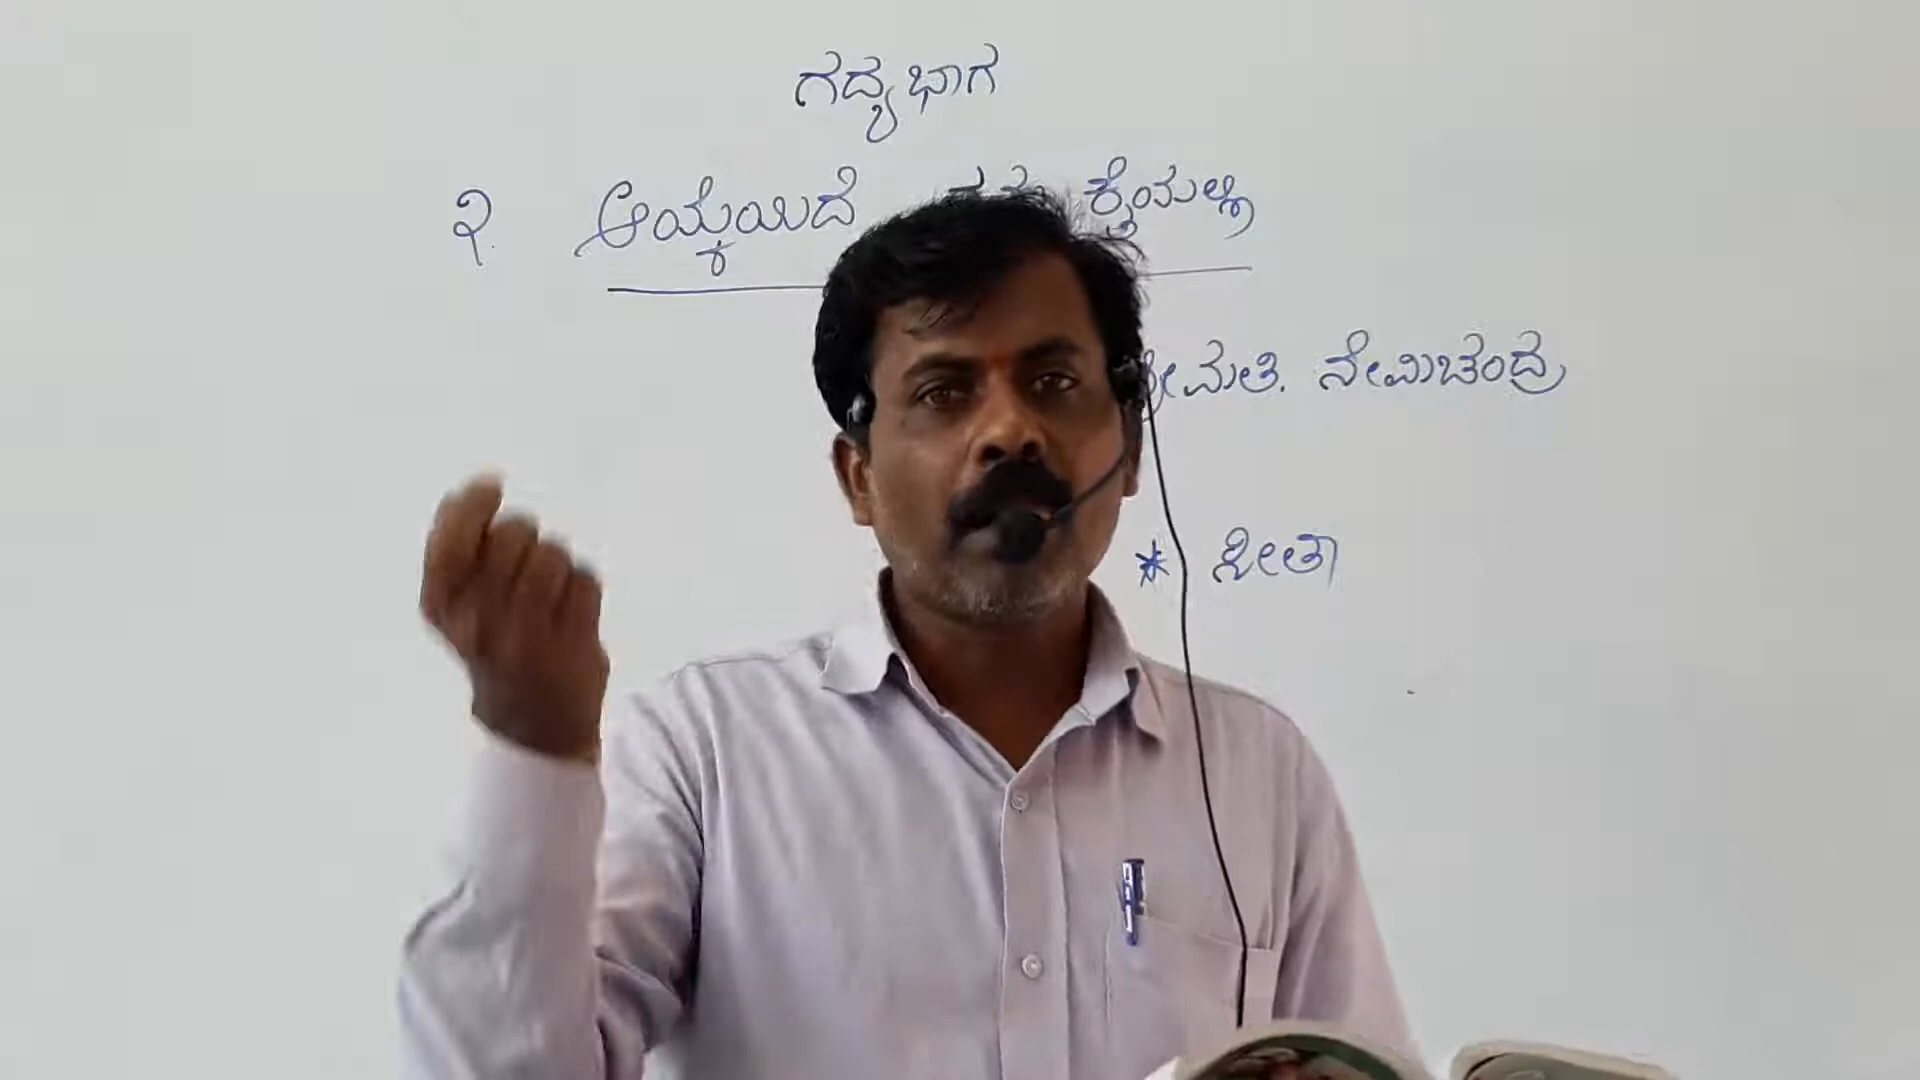 ಗದ್ಯಭಾಗ
೨. ಆಯ್ಕೆಯಿದೆ ಕೈಯಲ್ಲಿ
ಶ್ರೀಮತಿ. ನೇಮಿಚಂದ್ರ
* ಸೀತಾ